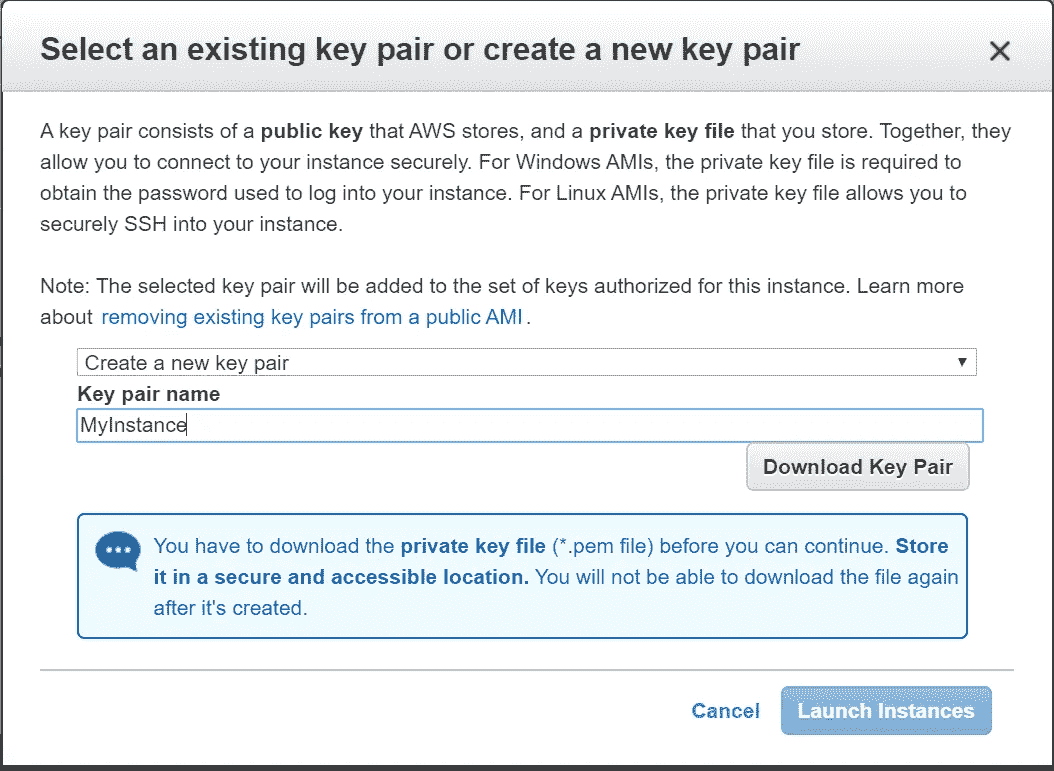 Select an existing key pair or create a new key pair
A key pair consists of a public key that AWS stores, and a private key file that you store. Together, they
allow you to connect to your instance securely. For Windows AMIs, the private key file is required to
obtain the password used to log into your instance. For Linux AMIs, the private key file allows you to
securely SSH into your instance.
Note: The selected key pair will be added to the set of keys authorized for this instance. Learn more
about removing existing key pairs from a public AMI.
Create a new key pair
Key pair name
MyInstance
Download Key Pair
You have to download the private key file (*.pem file) before you can continue. Store
it in a secure and accessible location. You will not be able to download the file again
after it's created.
Cancel
Launch Instances